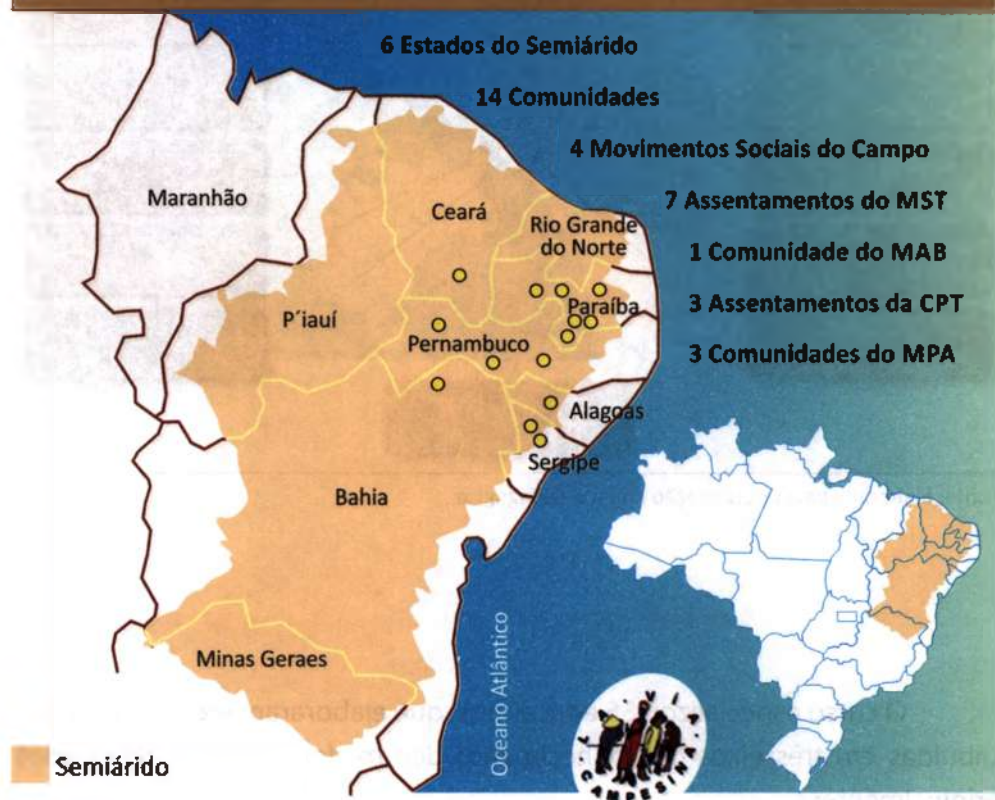 6 Estados do Semiárido
14 Comunidades
4 Movimentos Sociais do Campo
7 Assentamentos do MST
1 Comunidade do MAB
3 Assentamentos da CPT
3 Comunidades do MPA
Maranhão
Ceará
Rio Grande
do Norte
Paraíba
P´iauí
Pernambuco
Alagoas
Sergipe
Bahia
Minas Geraes
Oceano Atlântico
LA VIA
CAMPESINA
Semiárido